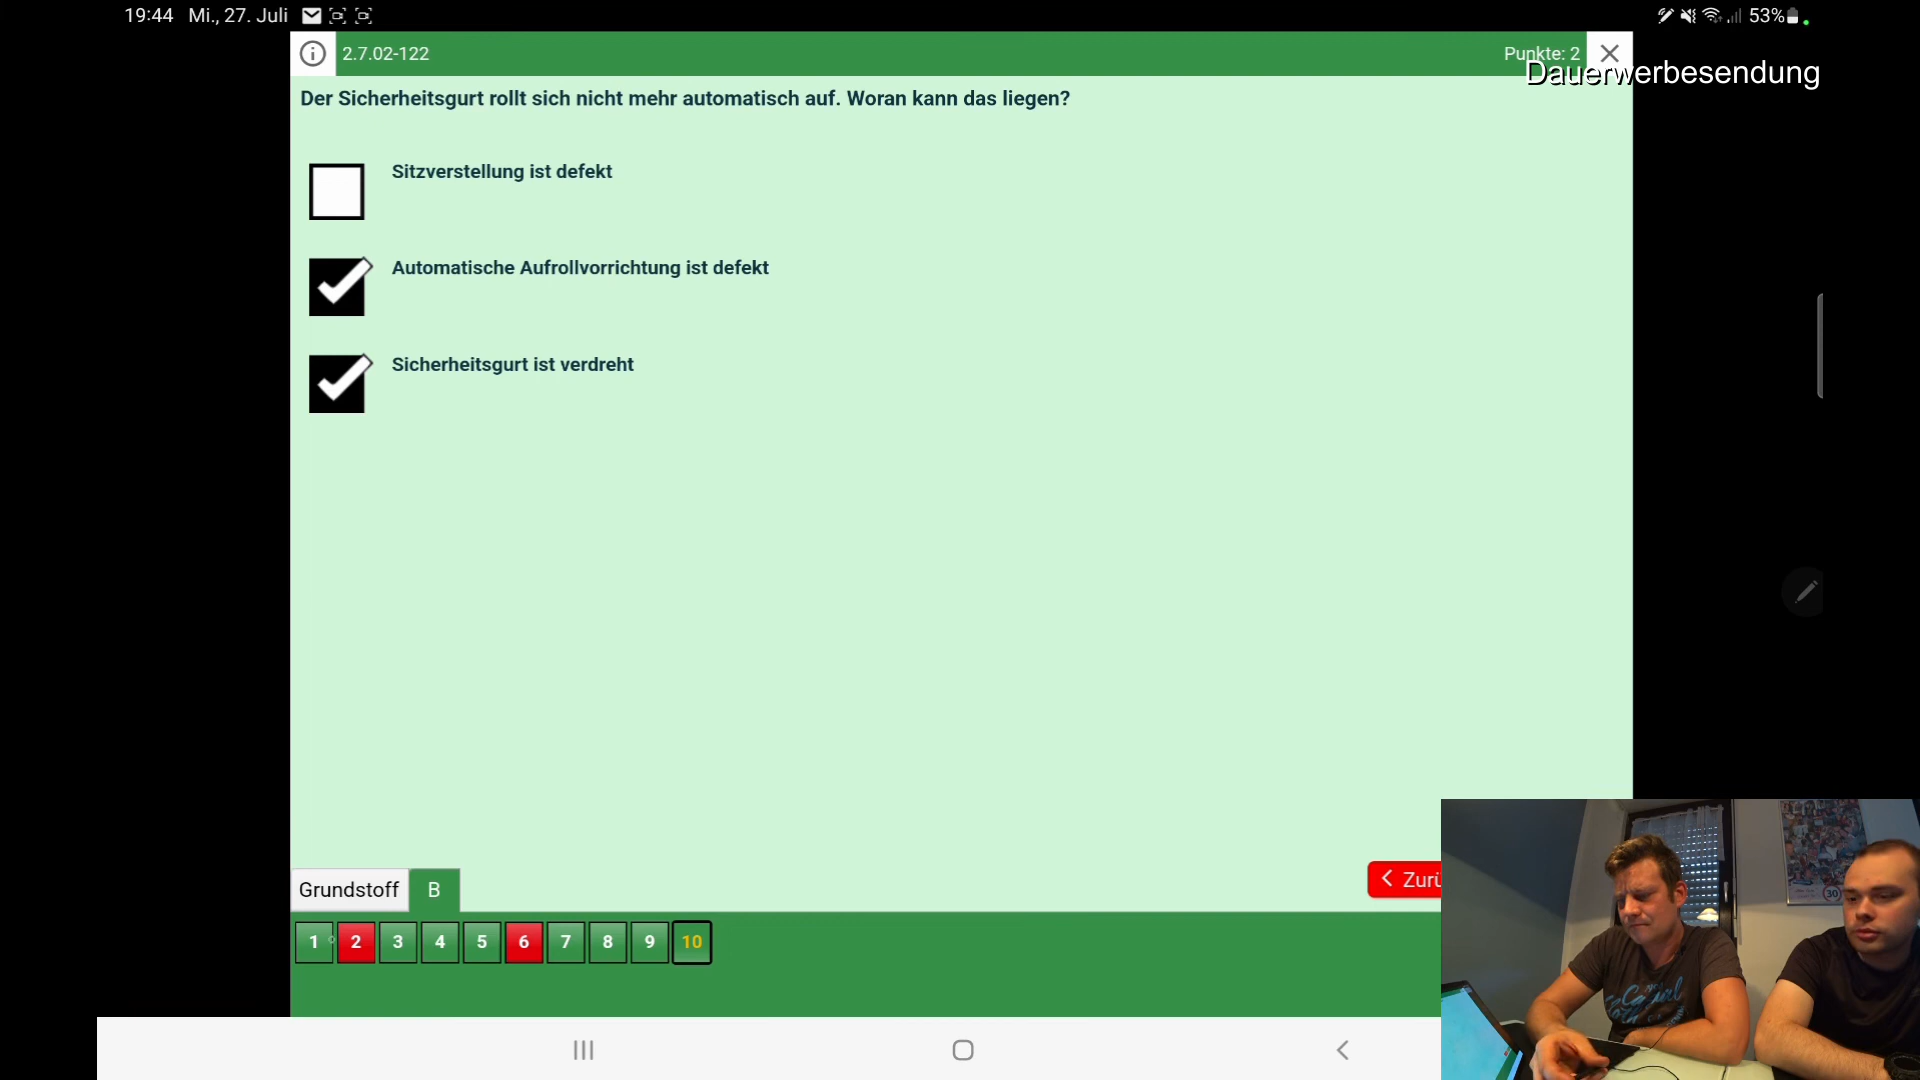 19:44 Mi., 27. Juli
53%
2.7.02-122
Punkte: 2
Dauerwerbesendung
Der Sicherheitsgurt rollt sich nicht mehr automatisch auf. Woran kann das liegen?
Sitzverstellung ist defekt
Automatische Aufrollvorrichtung ist defekt
Sicherheitsgurt ist verdreht
Grundstoff B
Zurü
1 2 3 4 5 6 7 8 9 10
30